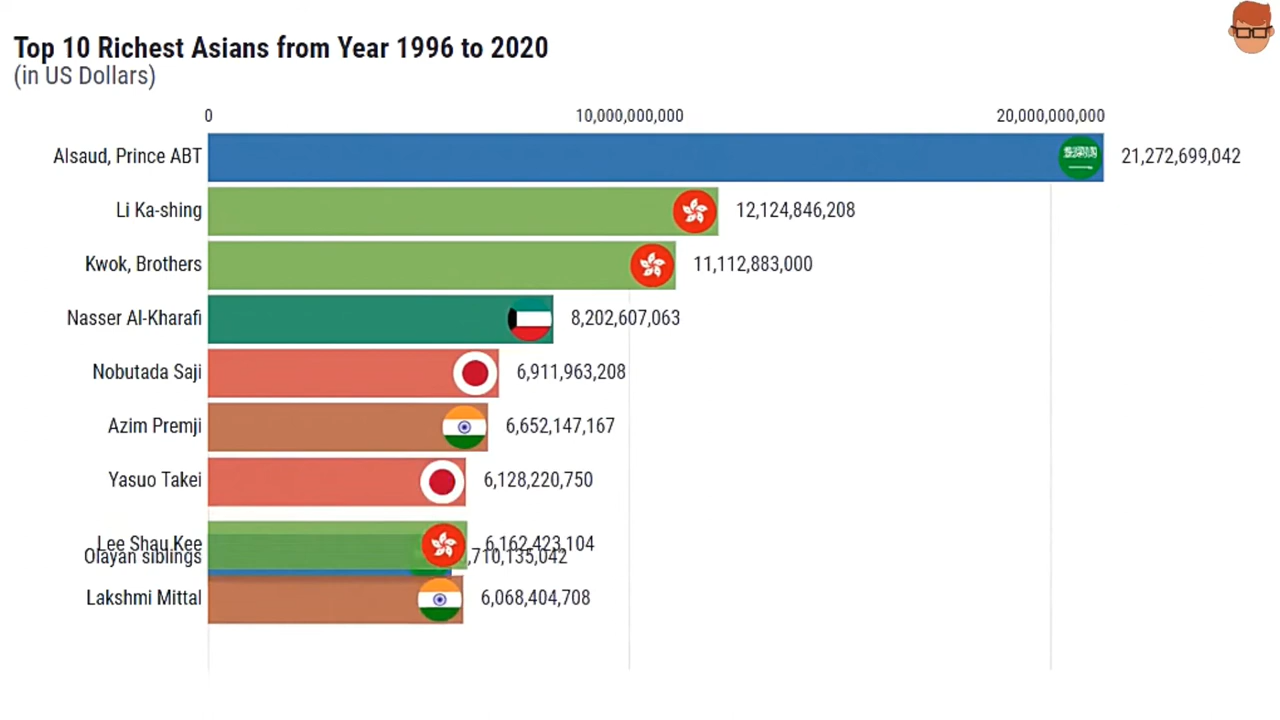 Top 10 Richest Asians from Year 1996 to 2020
(in US Dollars)
0 10,000,000,000 20,000,000,000
Alsaud, Prince ABT 21,272,699,042
Li Ka-shing 12,124,846,208
Kwok, Brothers 11,112,883,000
Nasser Al-Kharafi 8,202,607,063
Nobutada Saji 6,911,963,208
Azim Premji 6,652,147,167
Yasuo Takei 6,128,220,750
Lee Shau Kee 6,162,423,104
Olayan siblings ,710,135,042
Lakshmi Mittal 6,068,404,708